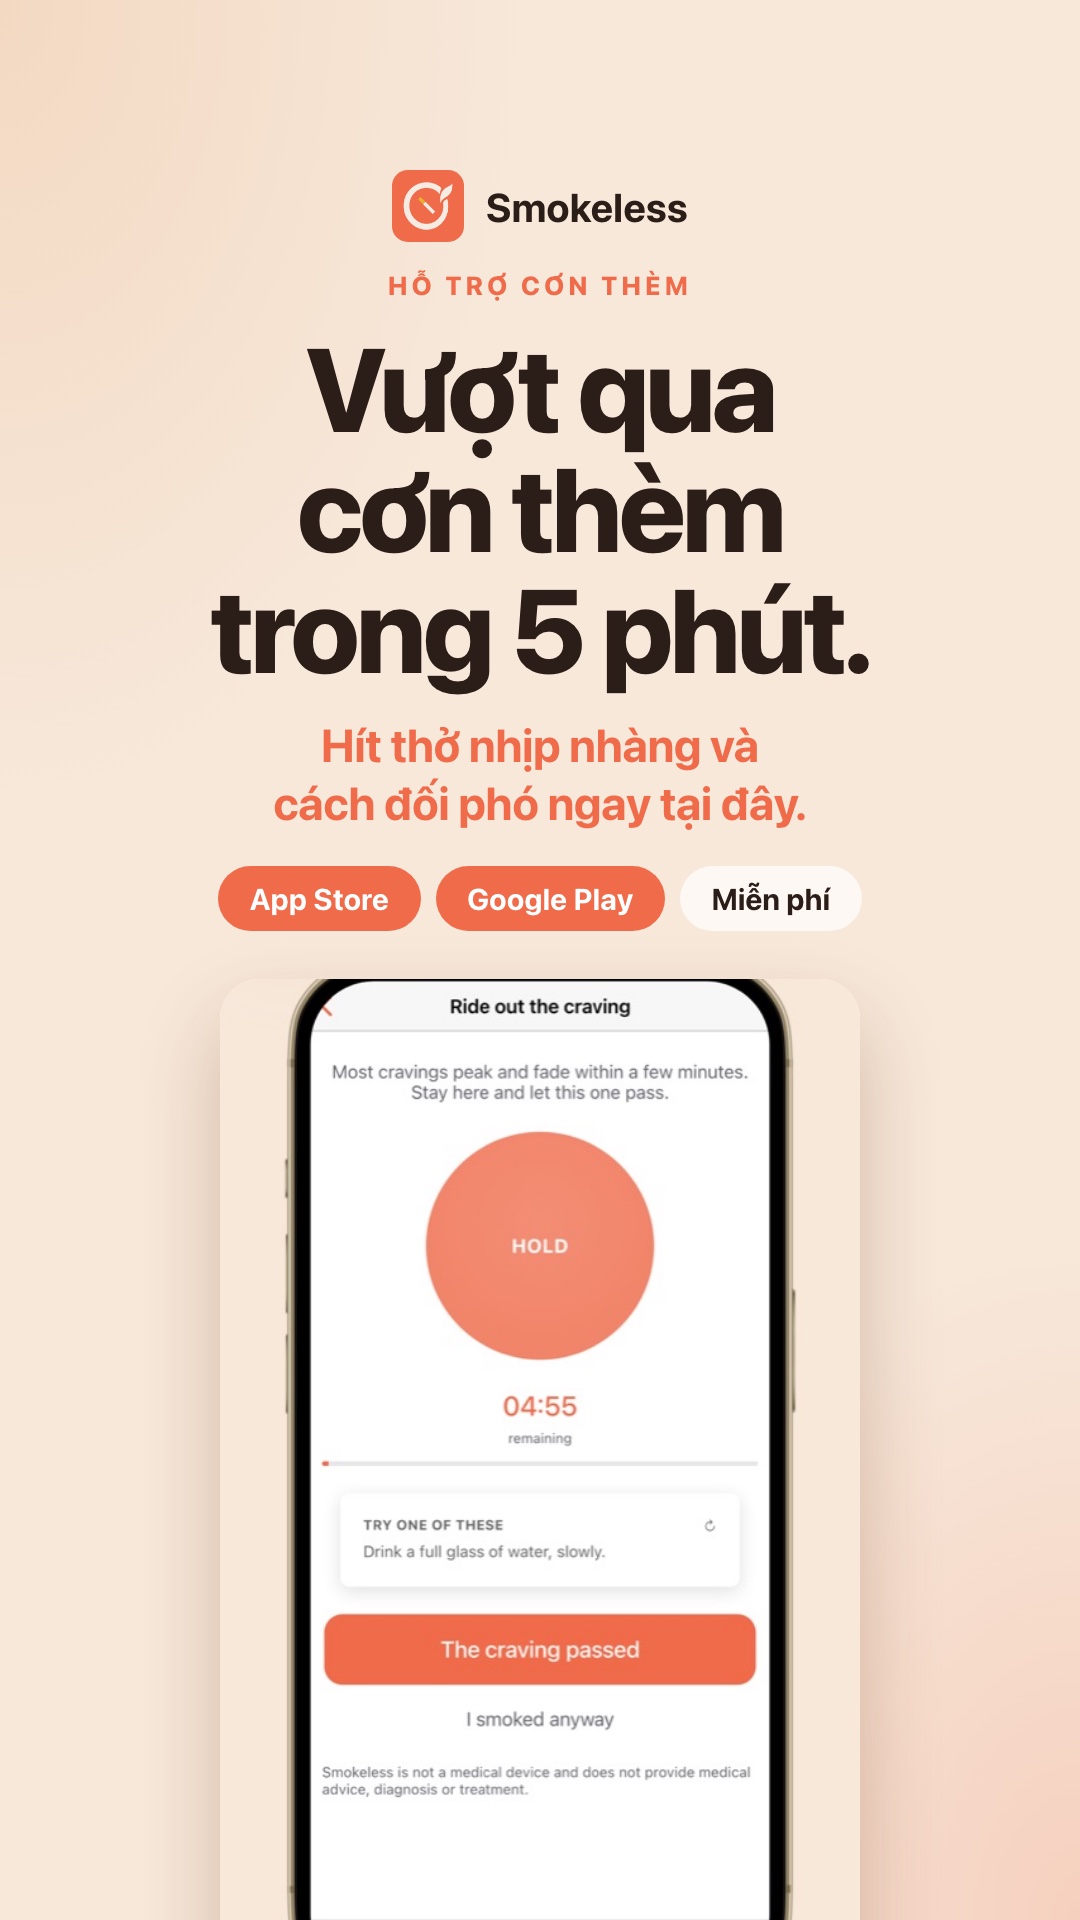 Smokeless
HỖ TRỢ CƠN THÈM
Vượt qua
cơn thèm
trong 5 phút.
Hít thở nhịp nhàng và
cách đối phó ngay tại đây.
App Store
Google Play
Miễn phí
Ride out the craving
Most cravings peak and fade within a few minutes.
Stay here and let this one pass.
HOLD
04:55
remaining
TRY ONE OF THESE
Drink a full glass of water, slowly.
The craving passed
I smoked anyway
Smokeless is not a medical device and does not provide medical
advice, diagnosis or treatment.